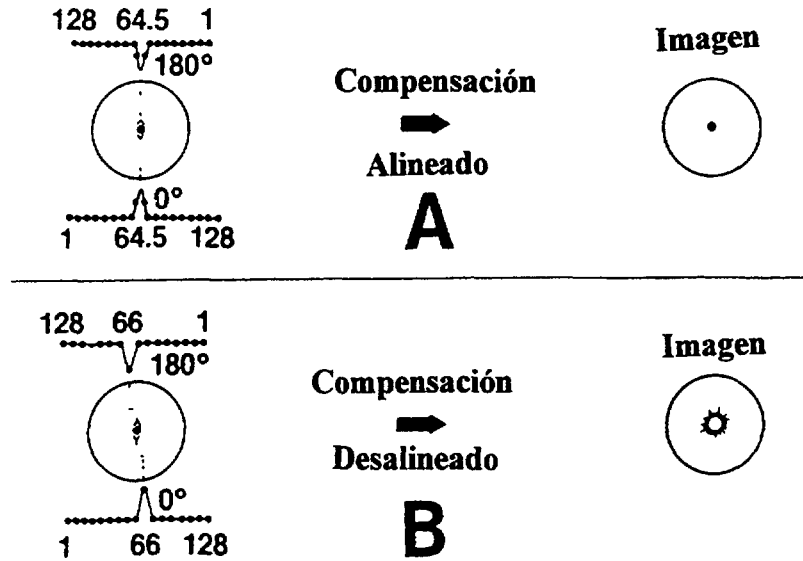 128 64.5 1
180°
0°
1 64.5 128
Compensación
Alineado
A
Imagen
128 66 1
180°
0°
1 66 128
Compensación
Desalineado
B
Imagen